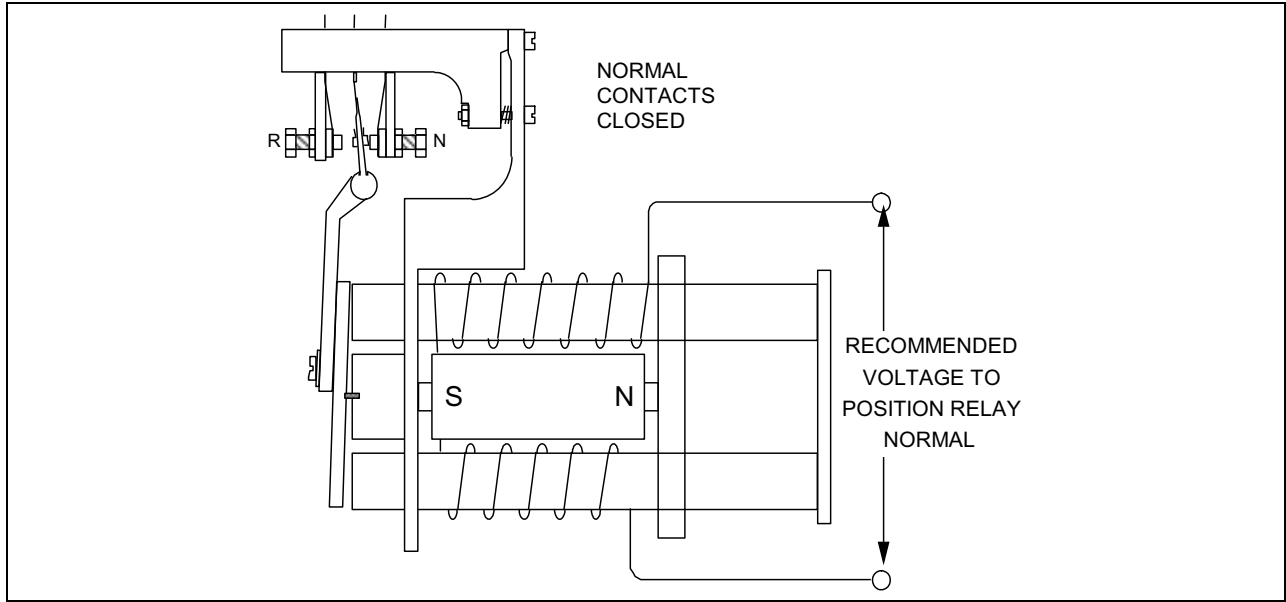 NORMAL
CONTACTS
CLOSED
R
N
S
N
RECOMMENDED
VOLTAGE TO
POSITION RELAY
NORMAL